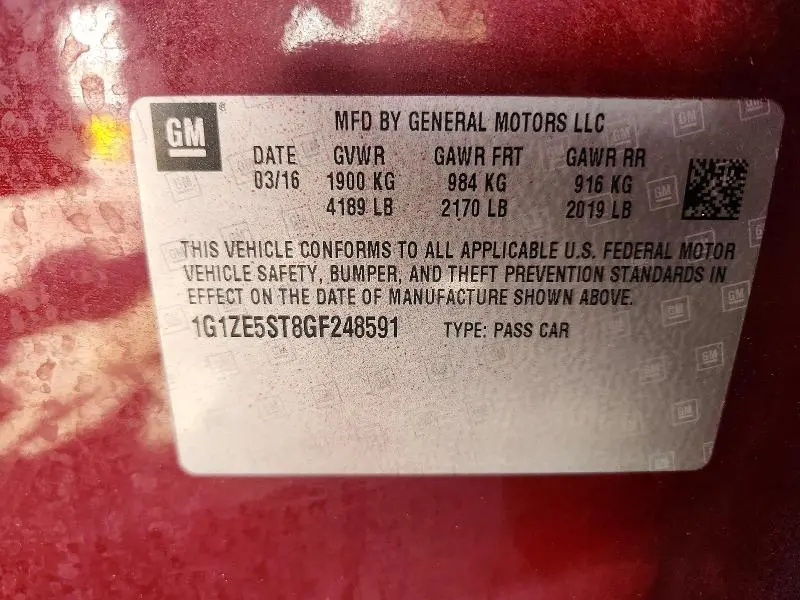 GM®
MFD BY GENERAL MOTORS LLC
DATE GVWR GAWR FRT GAWR RR
03/16 1900 KG 984 KG 916 KG
4189 LB 2170 LB 2019 LB
THIS VEHICLE CONFORMS TO ALL APPLICABLE U.S. FEDERAL MOTOR
VEHICLE SAFETY, BUMPER, AND THEFT PREVENTION STANDARDS IN
EFFECT ON THE DATE OF MANUFACTURE SHOWN ABOVE.
1G1ZE5ST8GF248591 TYPE: PASS CAR